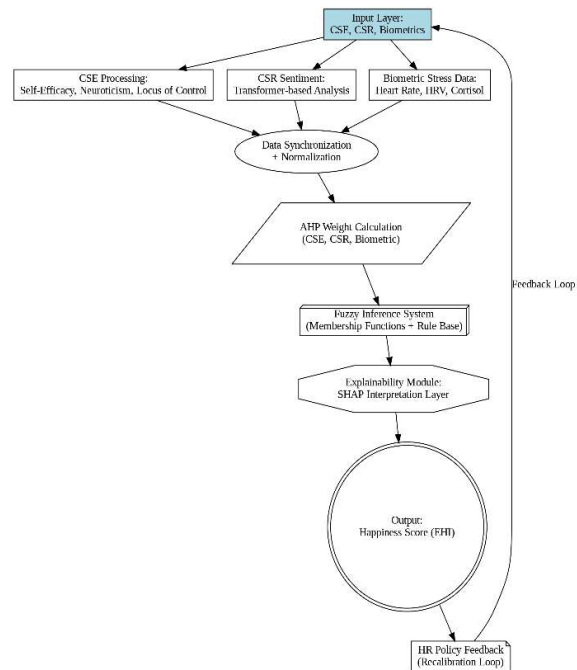 Input Layer:
CSE, CSR, Biometrics
CSE Processing:
Self-Efficacy, Neuroticism, Locus of Control
CSR Sentiment:
Transformer-based Analysis
Biometric Stress Data:
Heart Rate, HRV, Cortisol
Data Synchronization
+ Normalization
AHP Weight Calculation
(CSE, CSR, Biometric)
Feedback Loop
Fuzzy Inference System
(Membership Functions + Rule Base)
Explainability Module:
SHAP Interpretation Layer
Output:
Happiness Score (EHI)
HR Policy Feedback
(Recalibration Loop)